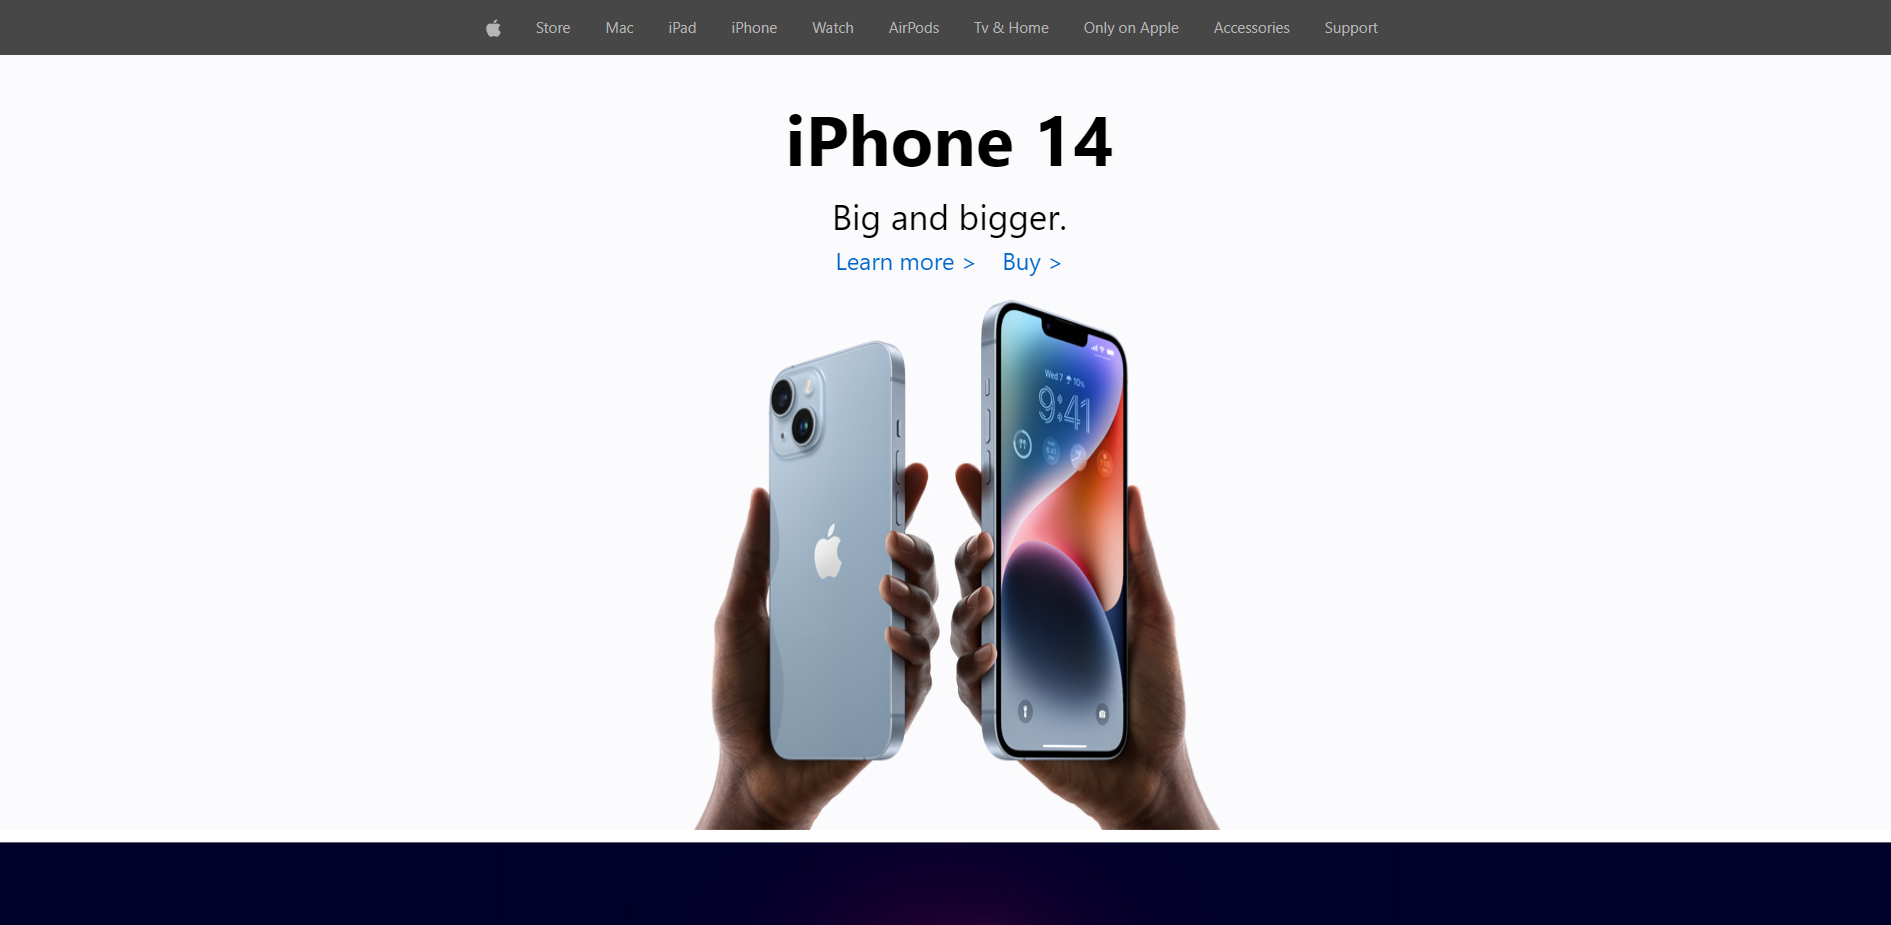 Store Mac iPad iPhone Watch AirPods Tv & Home Only on Apple Accessories Support
iPhone 14
Big and bigger.
Learn more > Buy >
Wed 7 10%
9:41